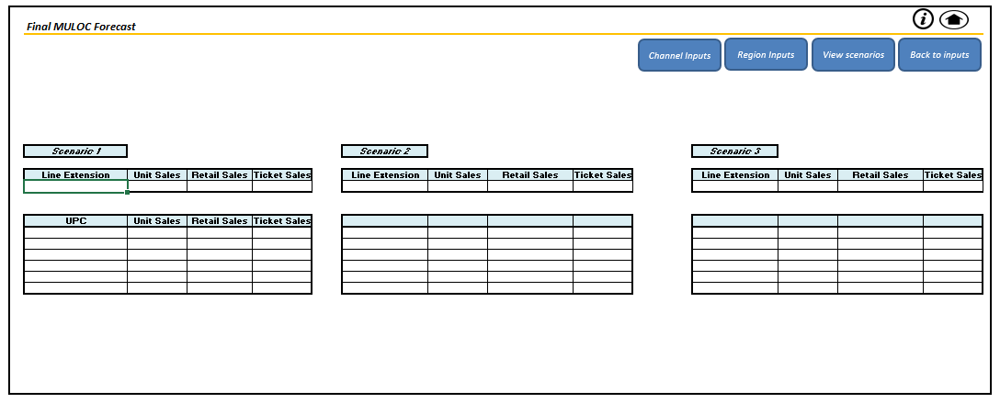 Final MULOC Forecast
i
Channel Inputs Region Inputs View scenarios Back to inputs
Scenario 1 Scenario 2 Scenario 3
Line Extension Unit Sales Retail Sales Ticket Sales Line Extension Unit Sales Retail Sales Ticket Sales Line Extension Unit Sales Retail Sales Ticket Sales
UPC Unit Sales Retail Sales Ticket Sales